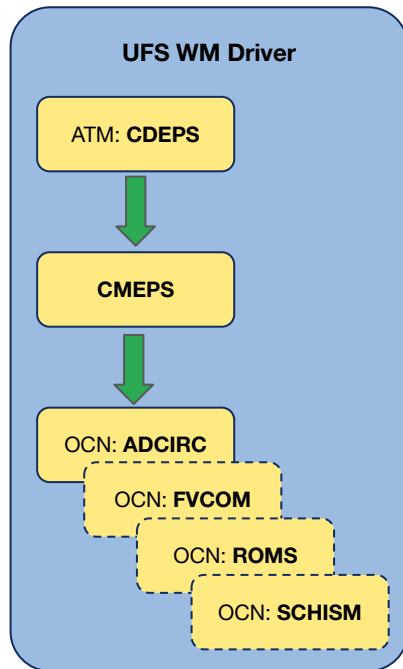 UFS WM Driver
ATM: CDEPS
CMEPS
OCN: ADCIRC
OCN: FVCOM
OCN: ROMS
OCN: SCHISM